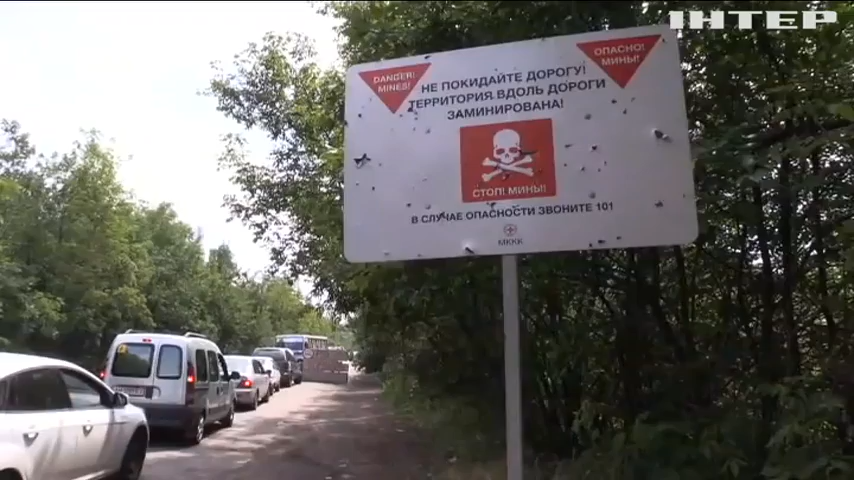 ІНТЕР
DANGER!
MINES!
ОПАСНО!
МИНЫ!
НЕ ПОКИДАЙТЕ ДОРОГУ!
ТЕРРИТОРИЯ ВДОЛЬ ДОРОГИ
ЗАМИНИРОВАНА!
СТОП! МИНЫ!
В СЛУЧАЕ ОПАСНОСТИ ЗВОНИТЕ 101
МККК